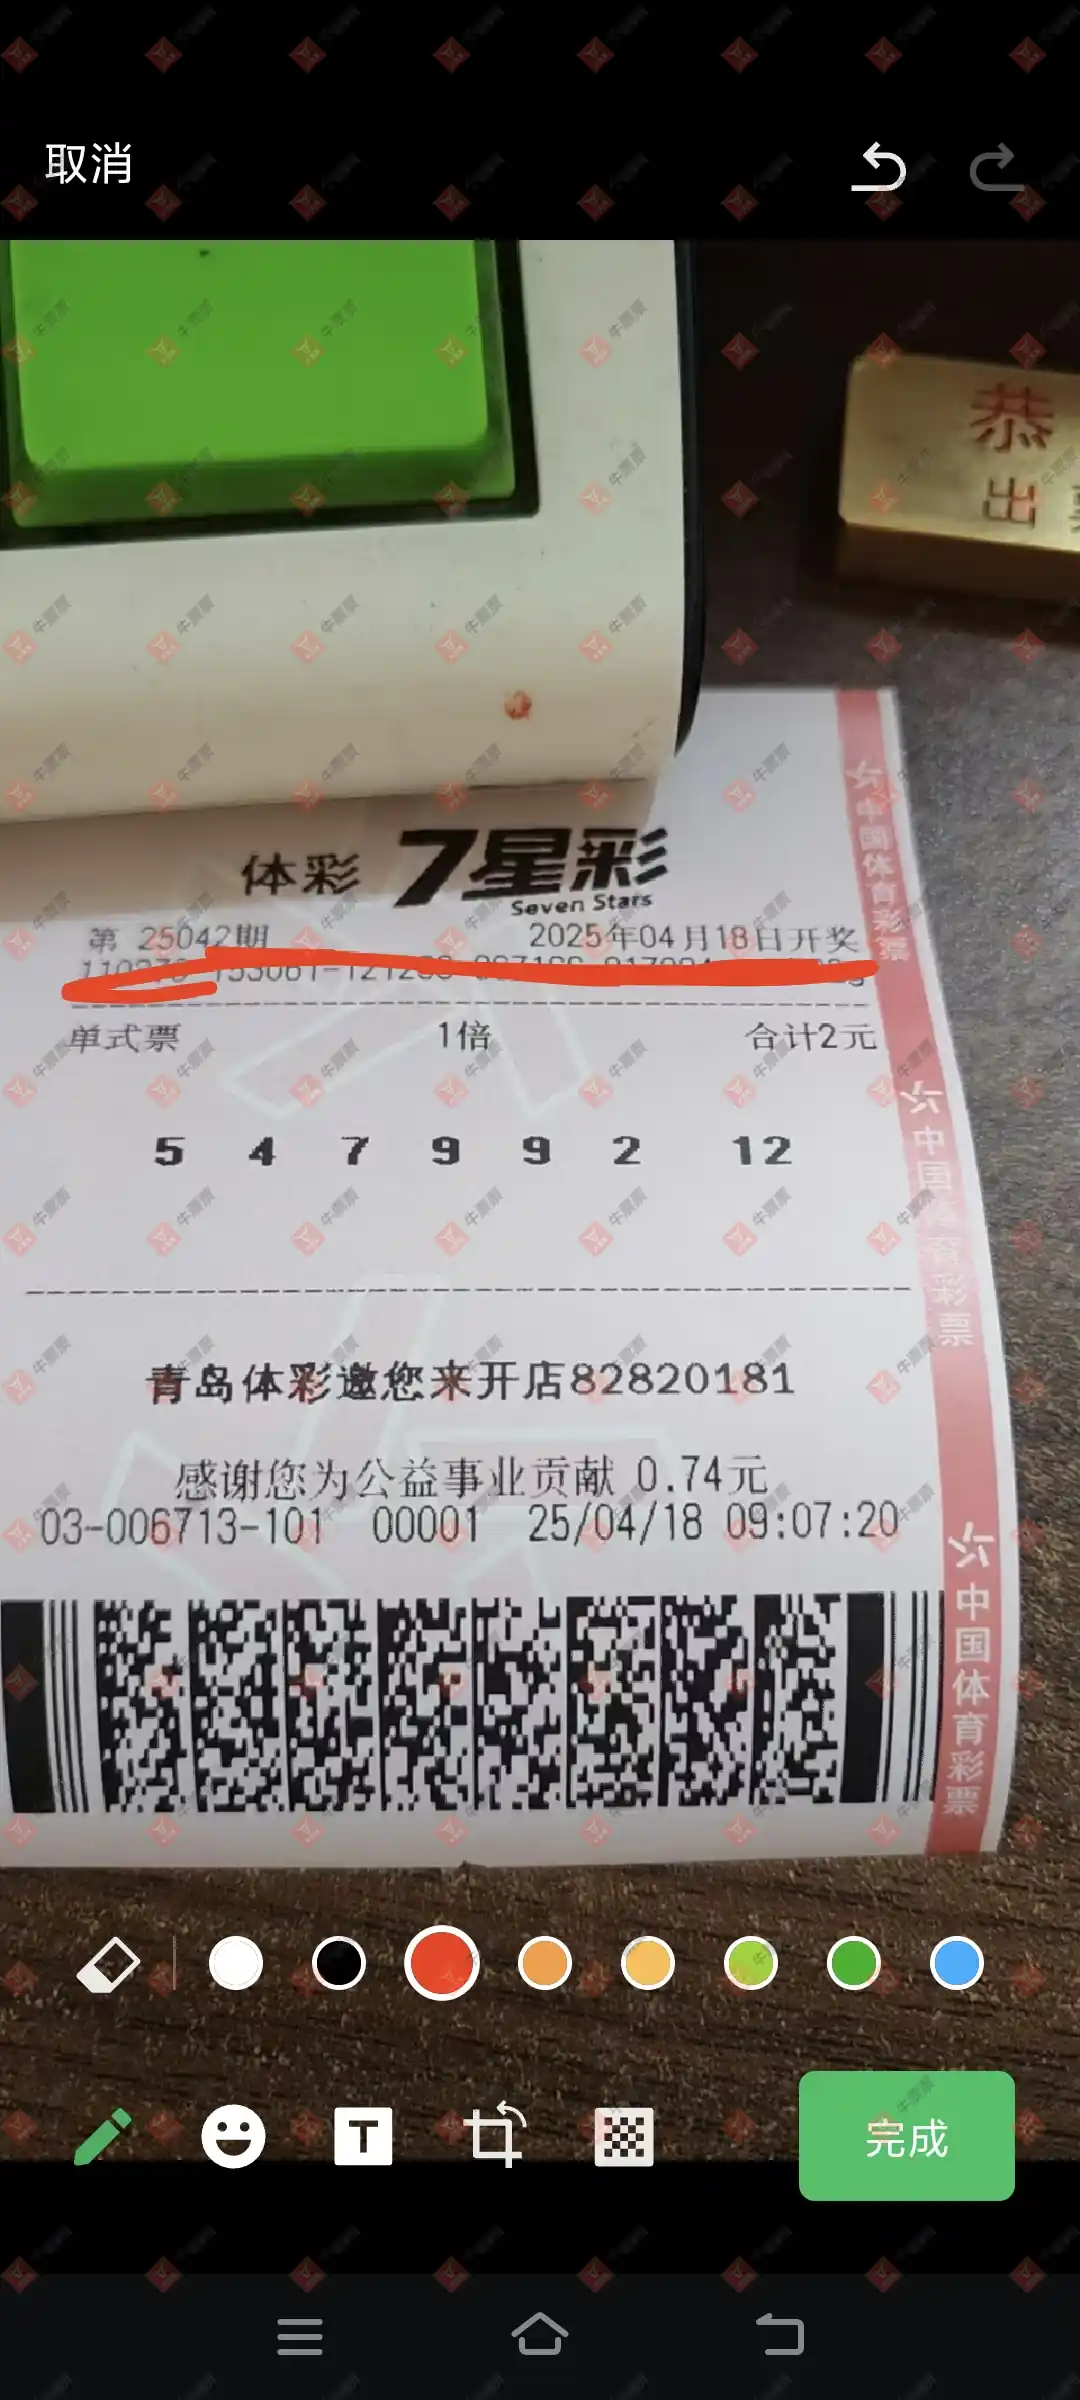 取消
恭
出
体彩 7星彩
Seven Stars
第 25042期 2025年04月18日开奖
单式票 1倍 合计2元
5 4 7 9 9 2 12
青岛体彩邀您来开店82820181
感谢您为公益事业贡献 0.74元
03-006713-101 00001 25/04/18 09:07:20
中国体育彩票
中国体育彩票
中国体育彩票
T
完成
牛票票